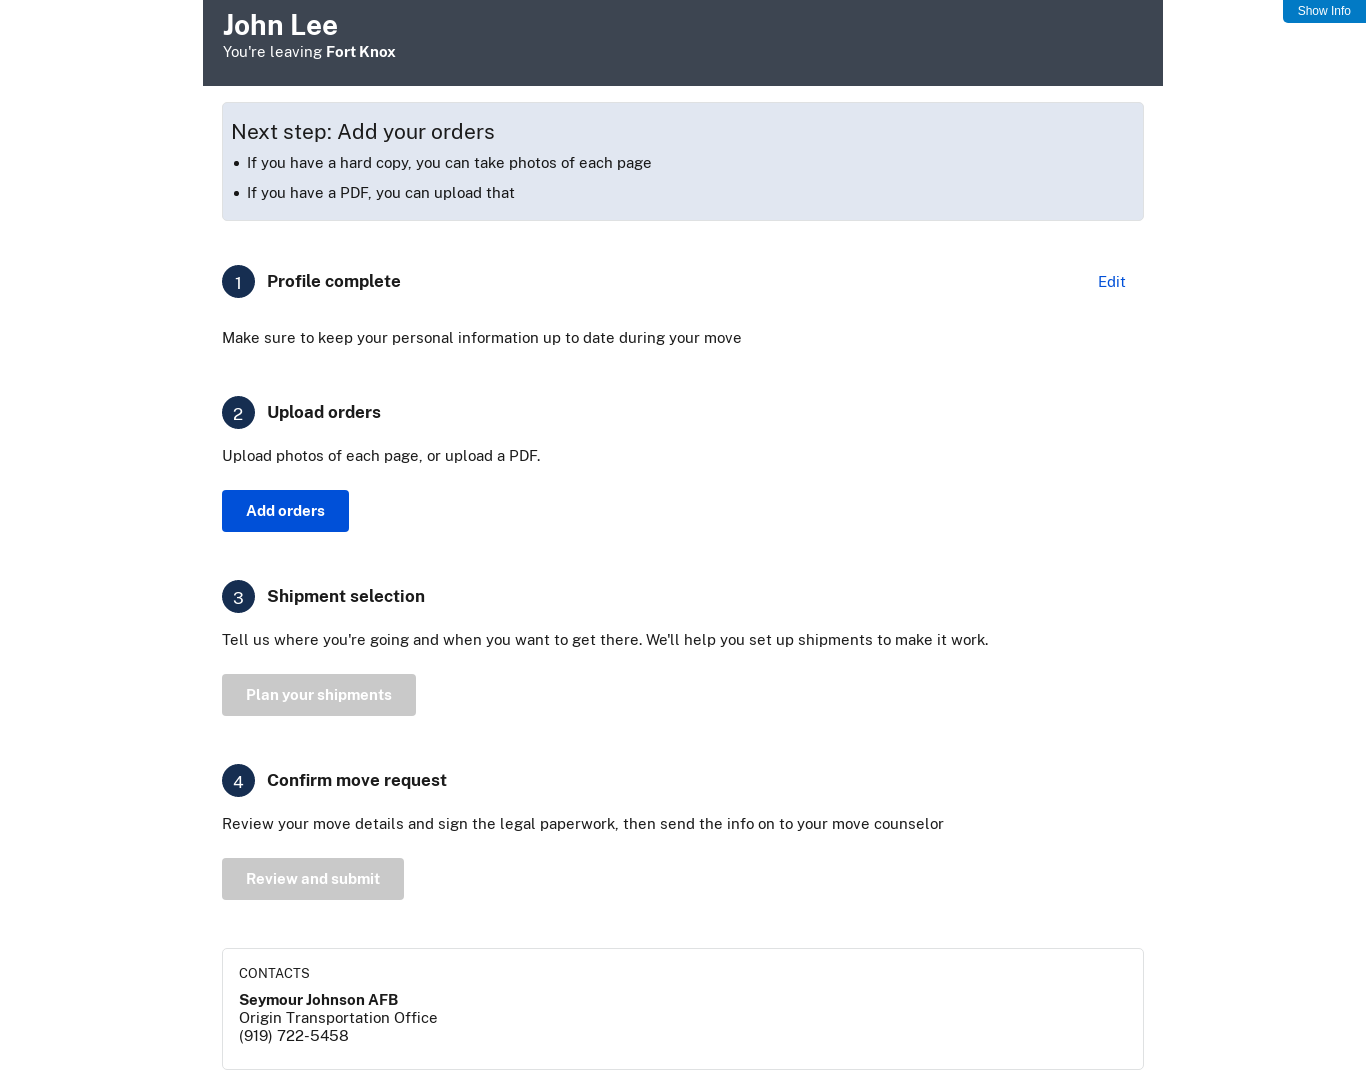 John Lee
Show Info
You're leaving Fort Knox
Next step: Add your orders
• If you have a hard copy, you can take photos of each page
• If you have a PDF, you can upload that
1 Profile complete Edit
Make sure to keep your personal information up to date during your move
2 Upload orders
Upload photos of each page, or upload a PDF.
Add orders
3 Shipment selection
Tell us where you're going and when you want to get there. We'll help you set up shipments to make it work.
Plan your shipments
4 Confirm move request
Review your move details and sign the legal paperwork, then send the info on to your move counselor
Review and submit
CONTACTS
Seymour Johnson AFB
Origin Transportation Office
(919) 722-5458